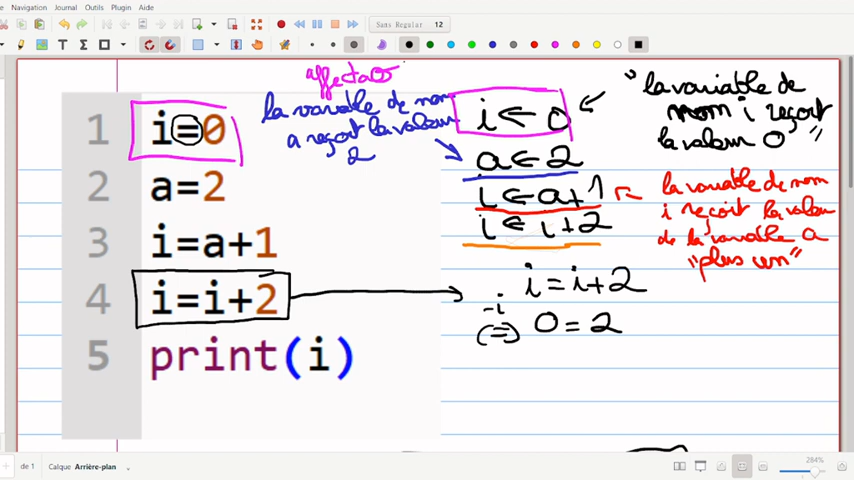 Navigation Journal Outils Plugin Aide
Sans Regular 12
affectat
la variable de nom
a reçoit la valeur
2
1 i=0
2 a=2
3 i=a+1
4 i=i+2
5 print(i)
i ← 0
a ← 2
i ← a+1
i ← i+2
"la variable de
nom i reçoit
la valeur 0"
la variable de nom
i reçoit la valeur
de la variable a
"plus un"
i = i+2
-i
(⇔) 0 = 2
de 1 Calque Arrière-plan
284%